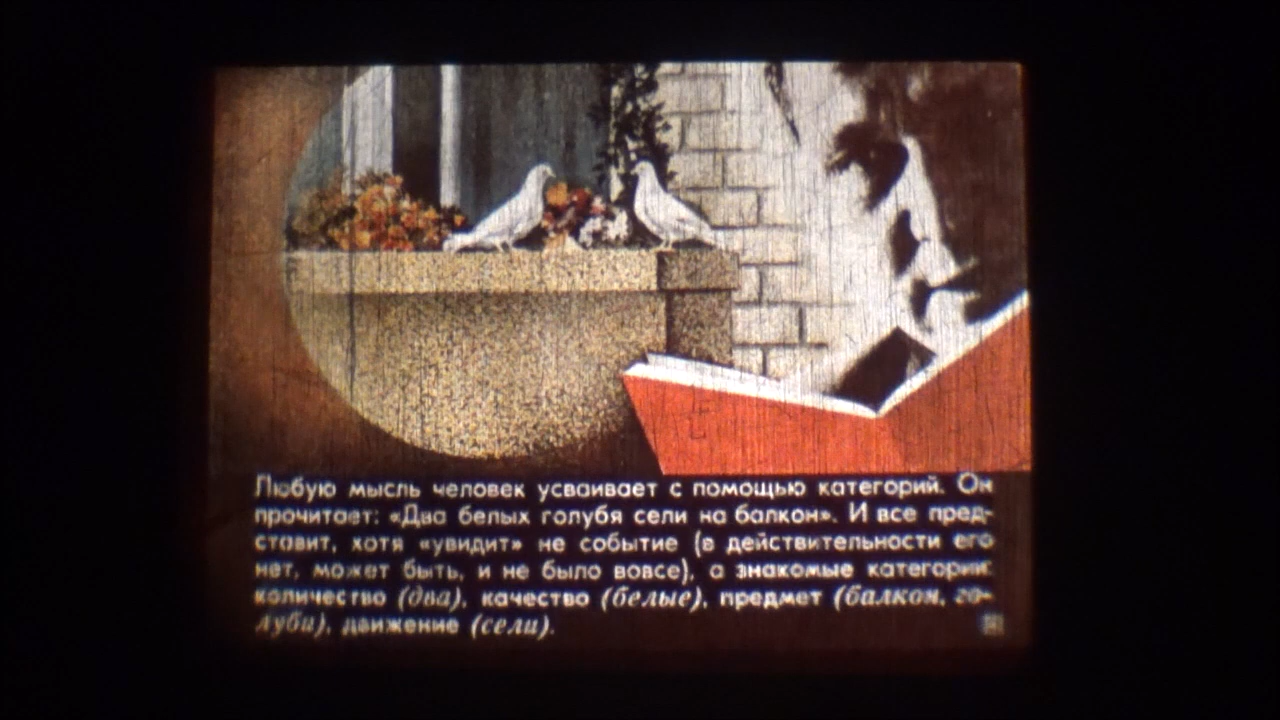 Любую мысль человек усваивает с помощью категорий. Он
прочитает: «Два белых голубя сели на балкон». И все пред-
ставит, хотя «увидит» не событие (в действительности его
нет, может быть, и не было вовсе), а знакомые категории:
количество (два), качество (белые), предмет (балкон, го-
луби), движение (сели).